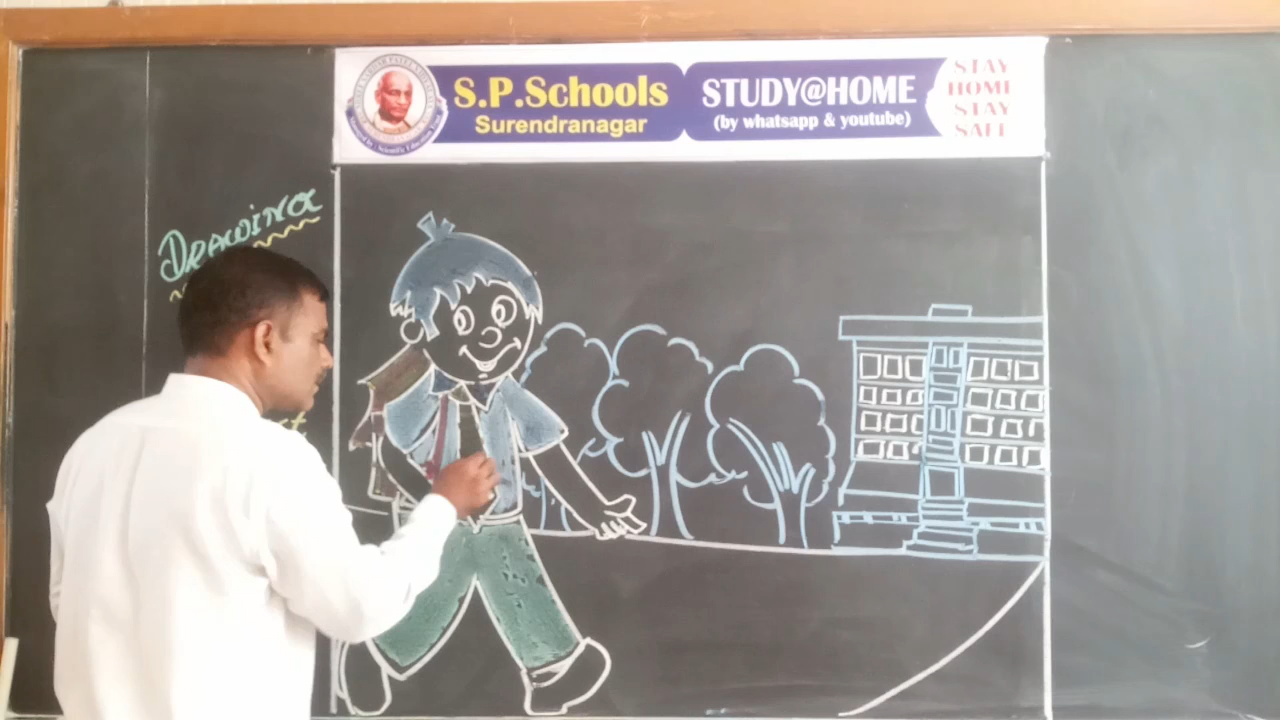 S.P.Schools
Surendranagar
STUDY@HOME
(by whatsapp & youtube)
STAY
HOME
STAY
SAFE
DRAWING